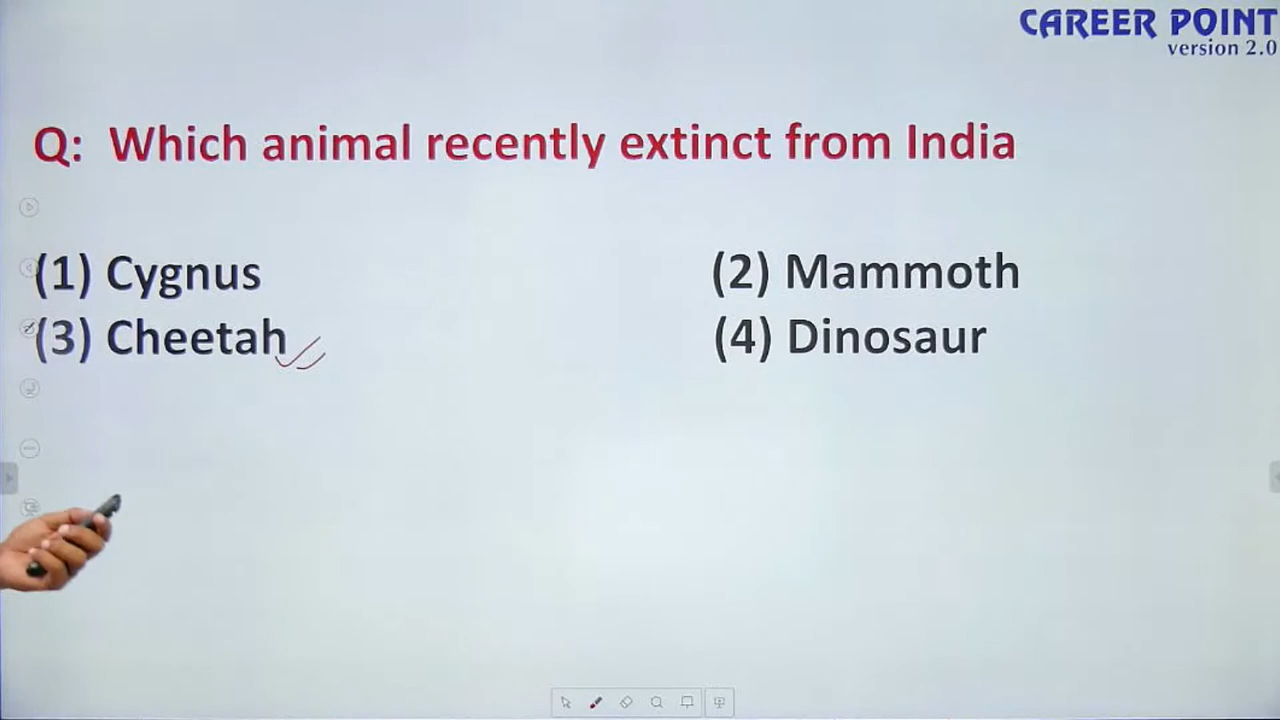 CAREER POINT
version 2.0
Q: Which animal recently extinct from India
(1) Cygnus
(2) Mammoth
(3) Cheetah
(4) Dinosaur